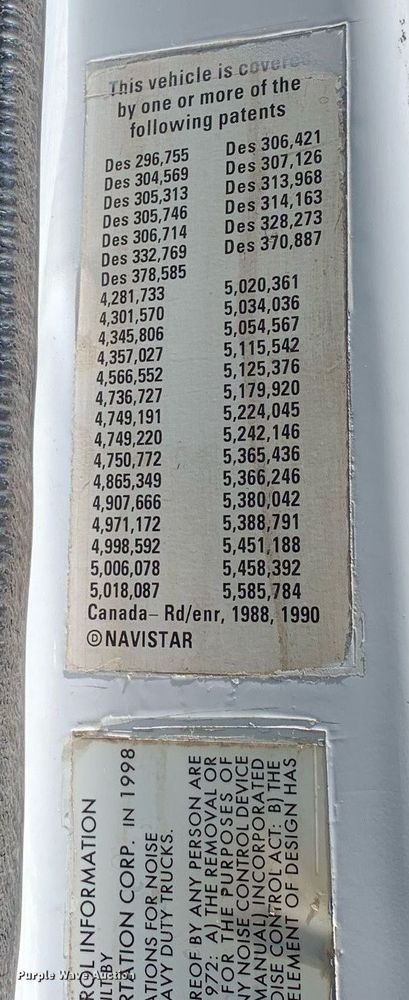 This vehicle is covered
by one or more of the
following patents
Des 296,755 Des 306,421
Des 304,569 Des 307,126
Des 305,313 Des 313,968
Des 305,746 Des 314,163
Des 306,714 Des 328,273
Des 332,769 Des 370,887
Des 378,585
4,281,733 5,020,361
4,301,570 5,034,036
4,345,806 5,054,567
4,357,027 5,115,542
4,566,552 5,125,376
4,736,727 5,179,920
4,749,191 5,224,045
4,749,220 5,242,146
4,750,772 5,365,436
4,865,349 5,366,246
4,907,666 5,380,042
4,971,172 5,388,791
4,998,592 5,451,188
5,006,078 5,458,392
5,018,087 5,585,784
Canada– Rd/enr, 1988, 1990
NAVISTAR
ROL INFORMATION
LT BY
RTATION CORP. IN 1998
ATIONS FOR NOISE
AVY DUTY TRUCKS.
REOF BY ANY PERSON ARE
972: A) THE REMOVAL OR
FOR THE PURPOSES OF
Y NOISE CONTROL DEVICE
MANUAL) INCORPORATED
ISE CONTROL ACT: B) THE
ELEMENT OF DESIGN HAS
Purple Wave Auction